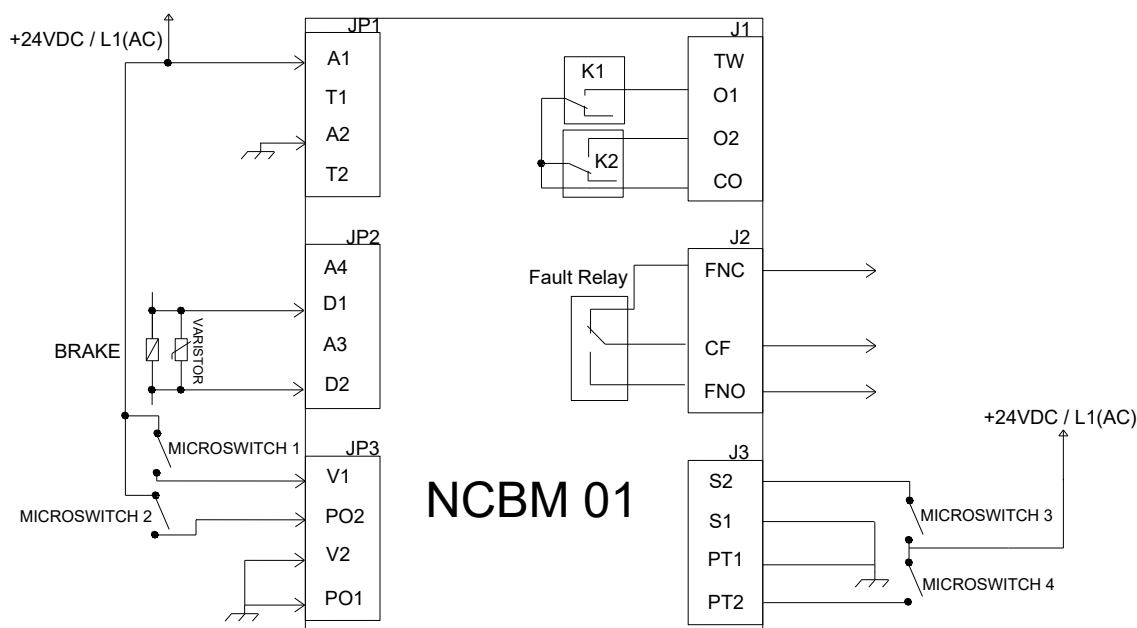 +24VDC / L1(AC)
JP1
A1
T1
A2
T2
JP2
A4
D1
A3
D2
BRAKE
VARISTOR
MICROSWITCH 1
MICROSWITCH 2
JP3
V1
PO2
V2
PO1
NCBM 01
K1
K2
J1
TW
O1
O2
CO
Fault Relay
J2
FNC
CF
FNO
J3
S2
S1
PT1
PT2
+24VDC / L1(AC)
MICROSWITCH 3
MICROSWITCH 4